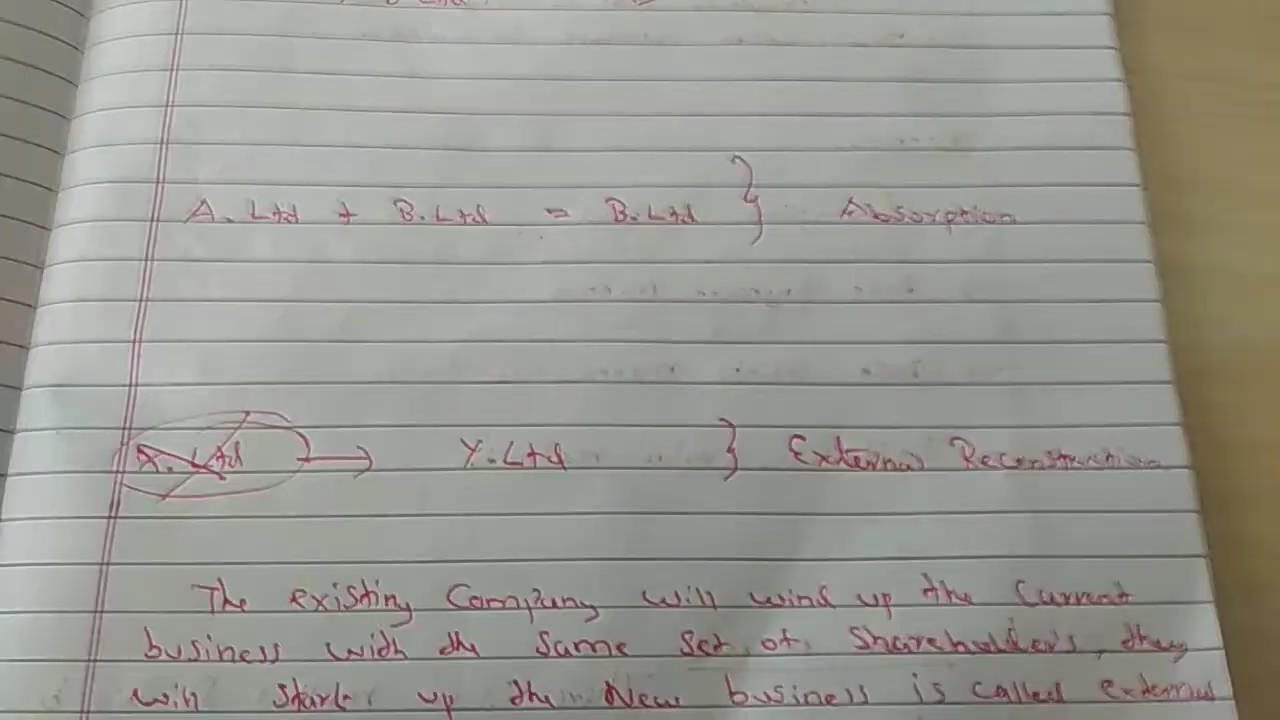 A. Ltd + B. Ltd = B. Ltd } Absorption
X. Ltd → Y. Ltd } External Reconstruction
The existing Company will wind up the Current
business with the same set of Shareholders, they
will start up the New business is called external